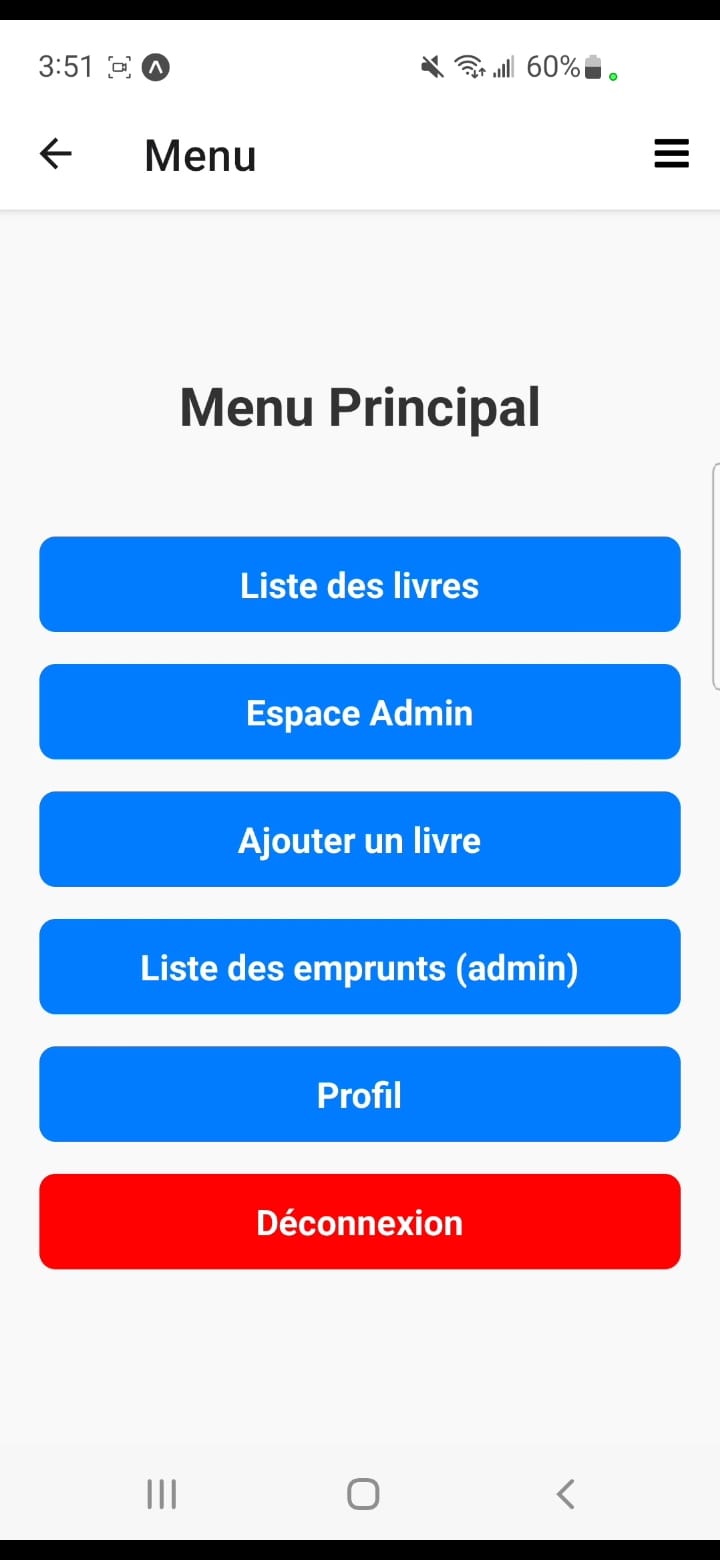 3:51 60%
Menu
Menu Principal
Liste des livres
Espace Admin
Ajouter un livre
Liste des emprunts (admin)
Profil
Déconnexion